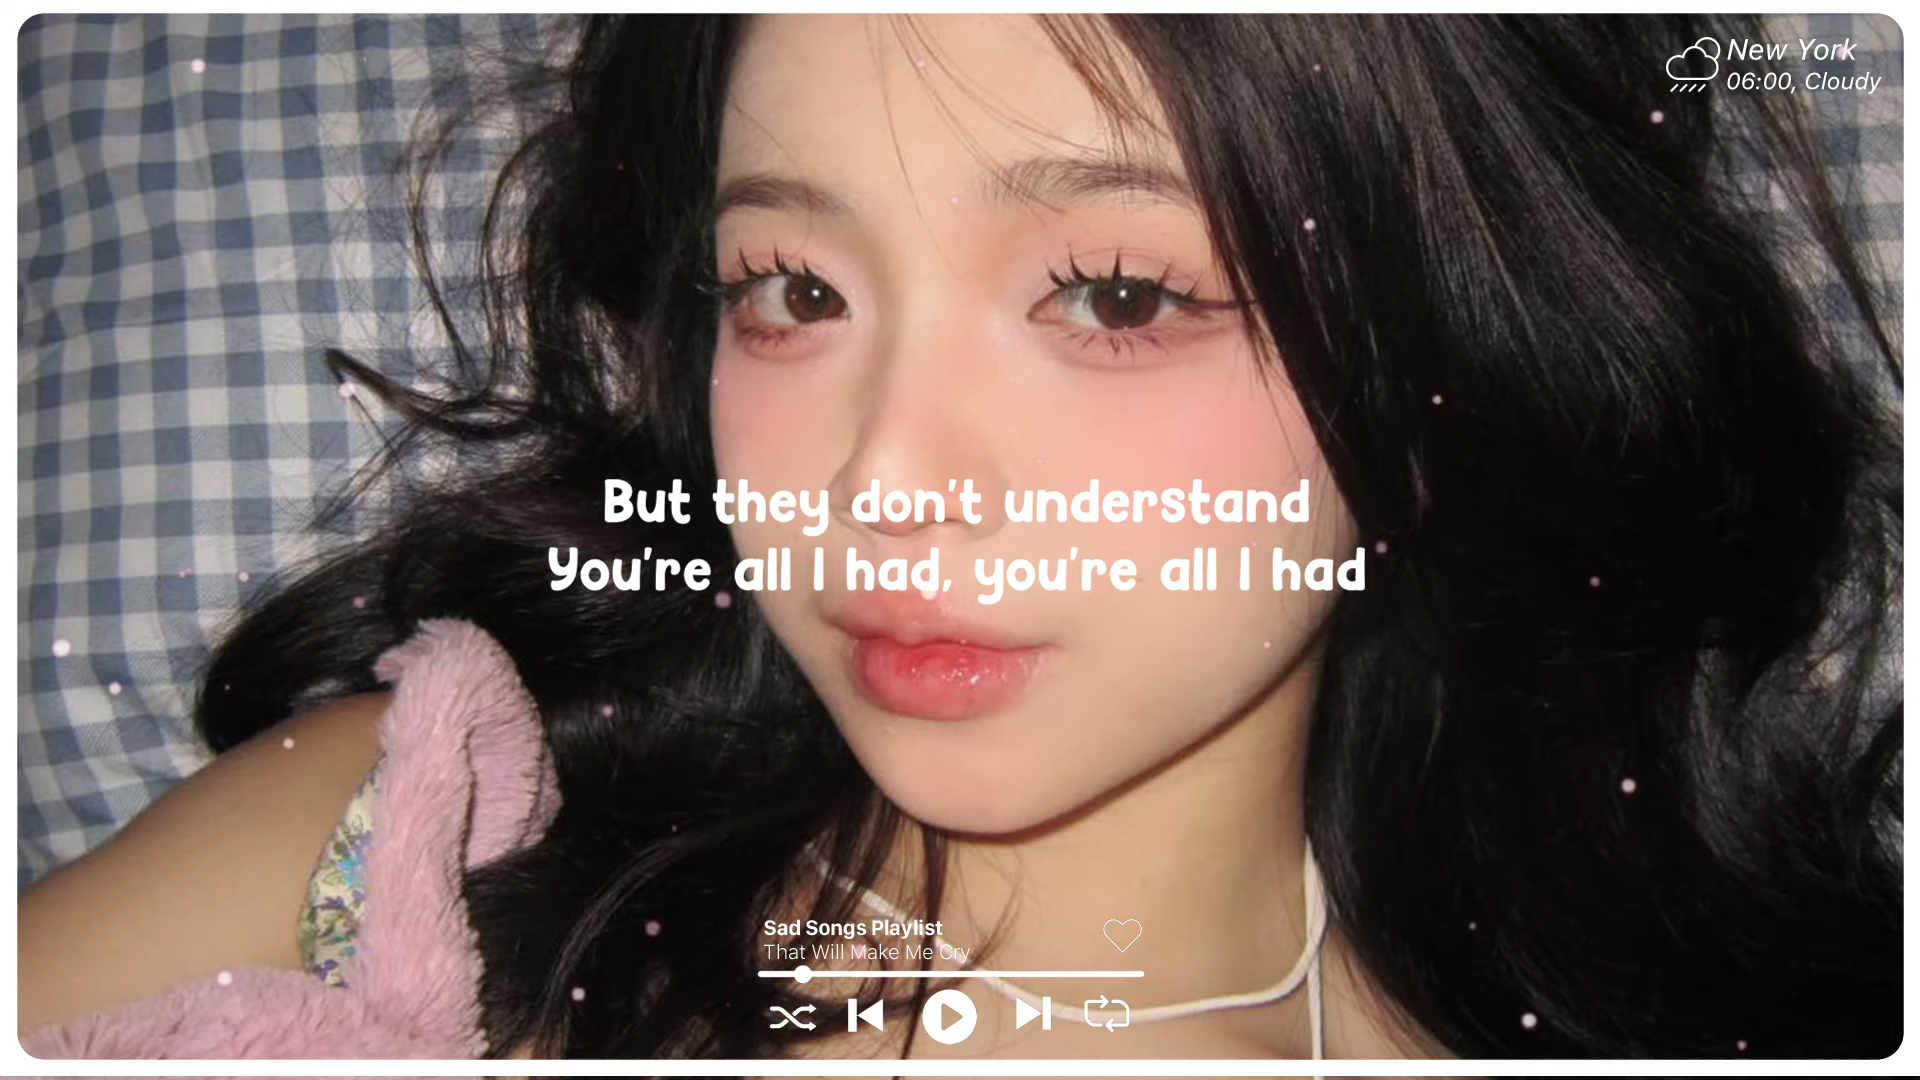 New York
06:00, Cloudy
But they don't understand
You're all I had, you're all I had
Sad Songs Playlist
That Will Make Me Cry